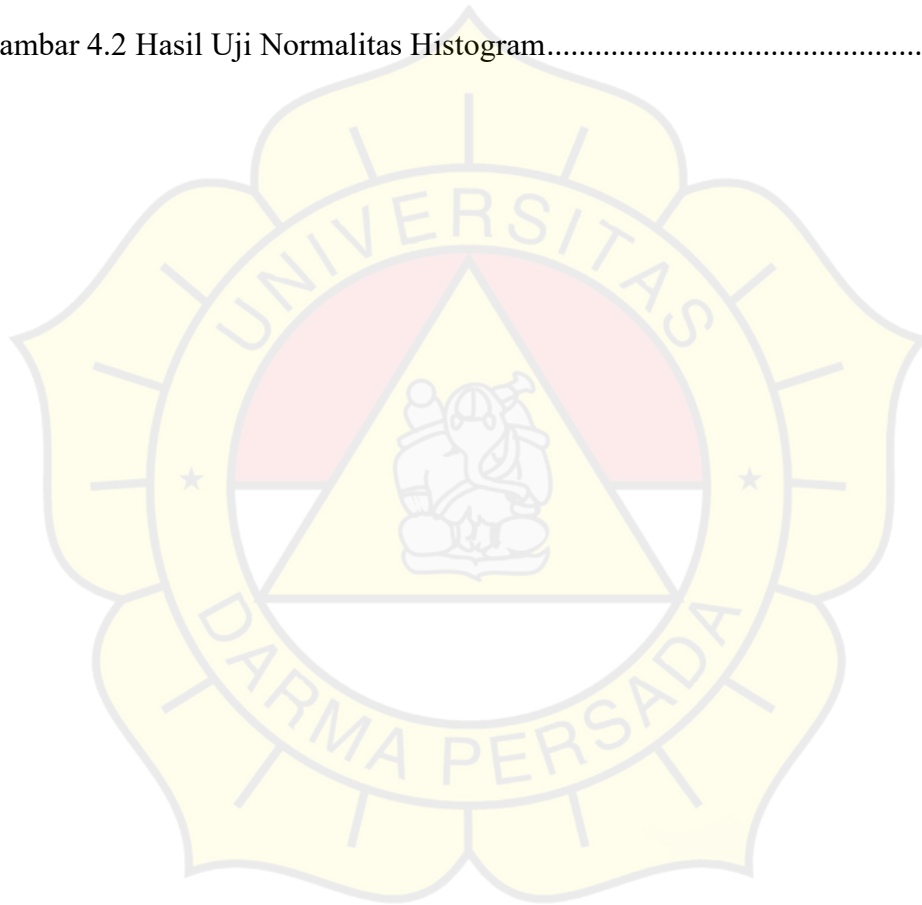 ambar 4.2 Hasil Uji Normalitas Histogram......................................................
UNIVERSITAS
DARMA PERSADA